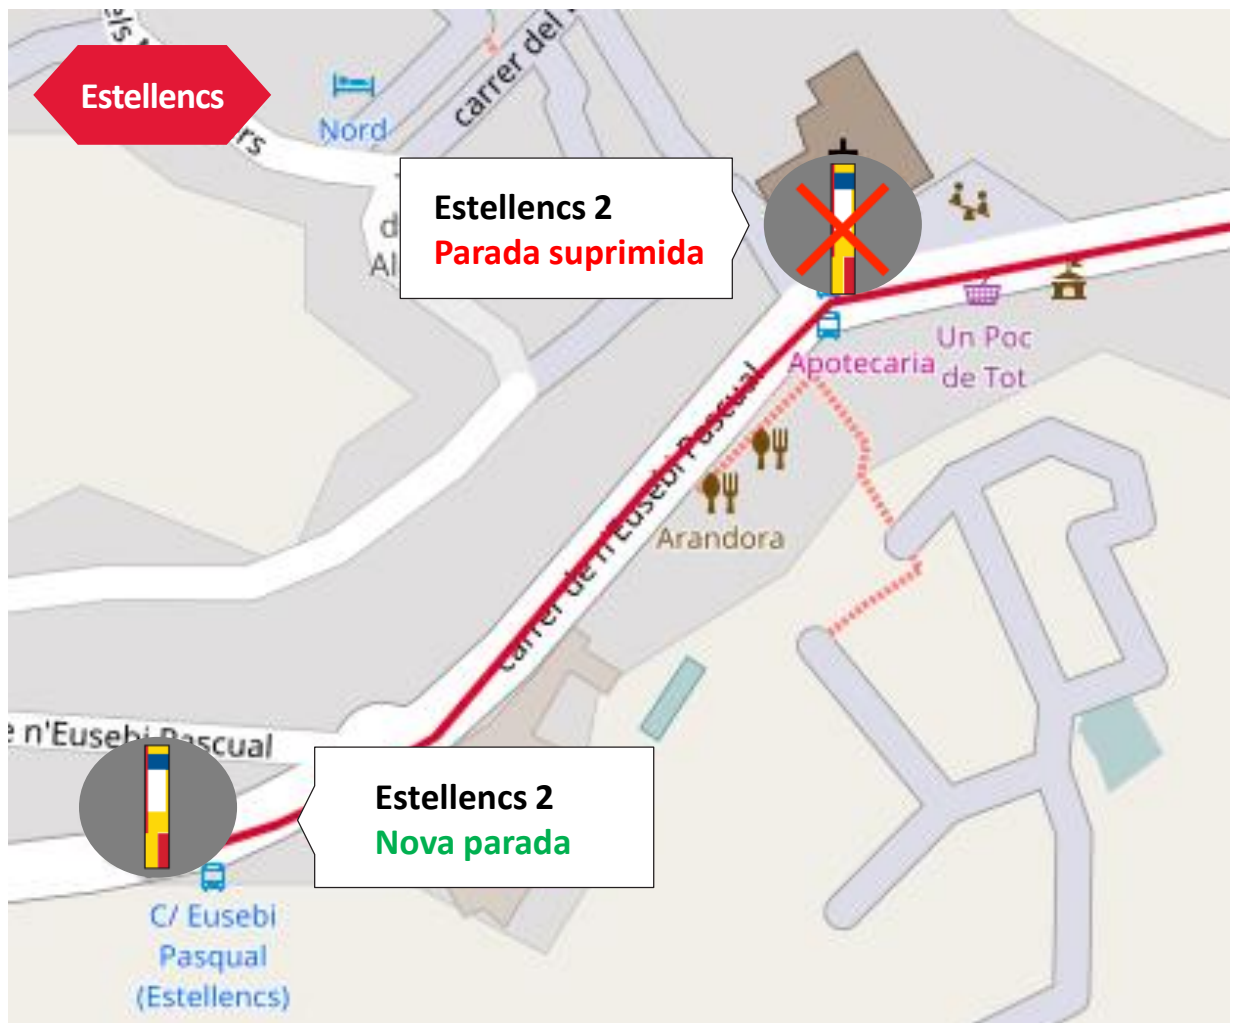 Estellencs
Nord
carrer del
rs
Estellencs 2
Parada suprimida
Un Poc
de Tot
Apotecaria
carrer de n'Eusebi Pascual
Arandora
n'Eusebi Pascual
Estellencs 2
Nova parada
C/ Eusebi
Pasqual
(Estellencs)